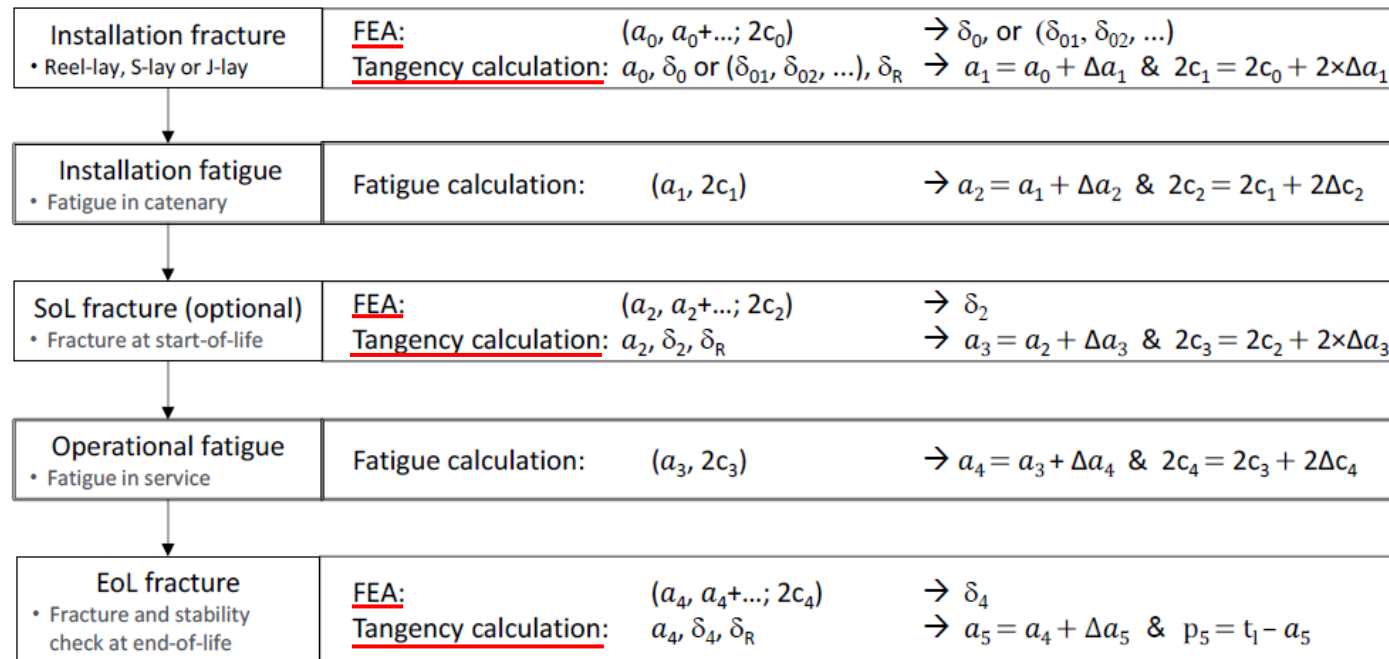 Installation fracture
• Reel-lay, S-lay or J-lay
FEA: (a₀, a₀+...; 2c₀) → δ₀, or (δ₀₁, δ₀₂, ...)
Tangency calculation: a₀, δ₀ or (δ₀₁, δ₀₂, ...), δ_R → a₁ = a₀ + Δa₁ & 2c₁ = 2c₀ + 2×Δa₁
Installation fatigue
• Fatigue in catenary
Fatigue calculation: (a₁, 2c₁) → a₂ = a₁ + Δa₂ & 2c₂ = 2c₁ + 2Δc₂
SoL fracture (optional)
• Fracture at start-of-life
FEA: (a₂, a₂+...; 2c₂) → δ₂
Tangency calculation: a₂, δ₂, δ_R → a₃ = a₂ + Δa₃ & 2c₃ = 2c₂ + 2×Δa₃
Operational fatigue
• Fatigue in service
Fatigue calculation: (a₃, 2c₃) → a₄ = a₃ + Δa₄ & 2c₄ = 2c₃ + 2Δc₄
EoL fracture
• Fracture and stability
check at end-of-life
FEA: (a₄, a₄+...; 2c₄) → δ₄
Tangency calculation: a₄, δ₄, δ_R → a₅ = a₄ + Δa₅ & p₅ = t_l – a₅